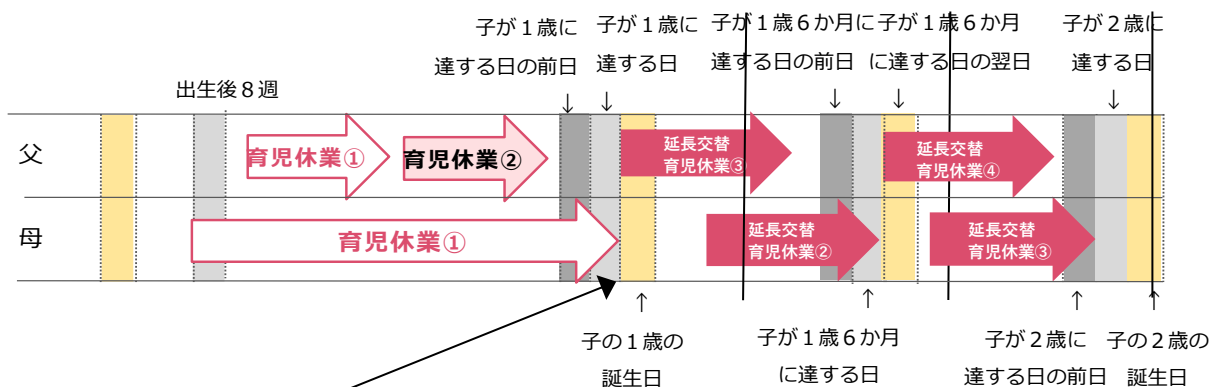 子が１歳に
達する日の前日
子が１歳に
達する日
子が１歳６か月に
達する日の前日
子が１歳６か月
に達する日の翌日
子が２歳に
達する日
出生後８週
↓
↓
↓
↓
↓
父
育児休業①
育児休業②
延長交替
育児休業③
延長交替
育児休業④
母
育児休業①
延長交替
育児休業②
延長交替
育児休業③
↑
↑
↑
↑
子の１歳の
誕生日
子が１歳６か月
に達する日
子が２歳に
達する日の前日
子の２歳の
誕生日